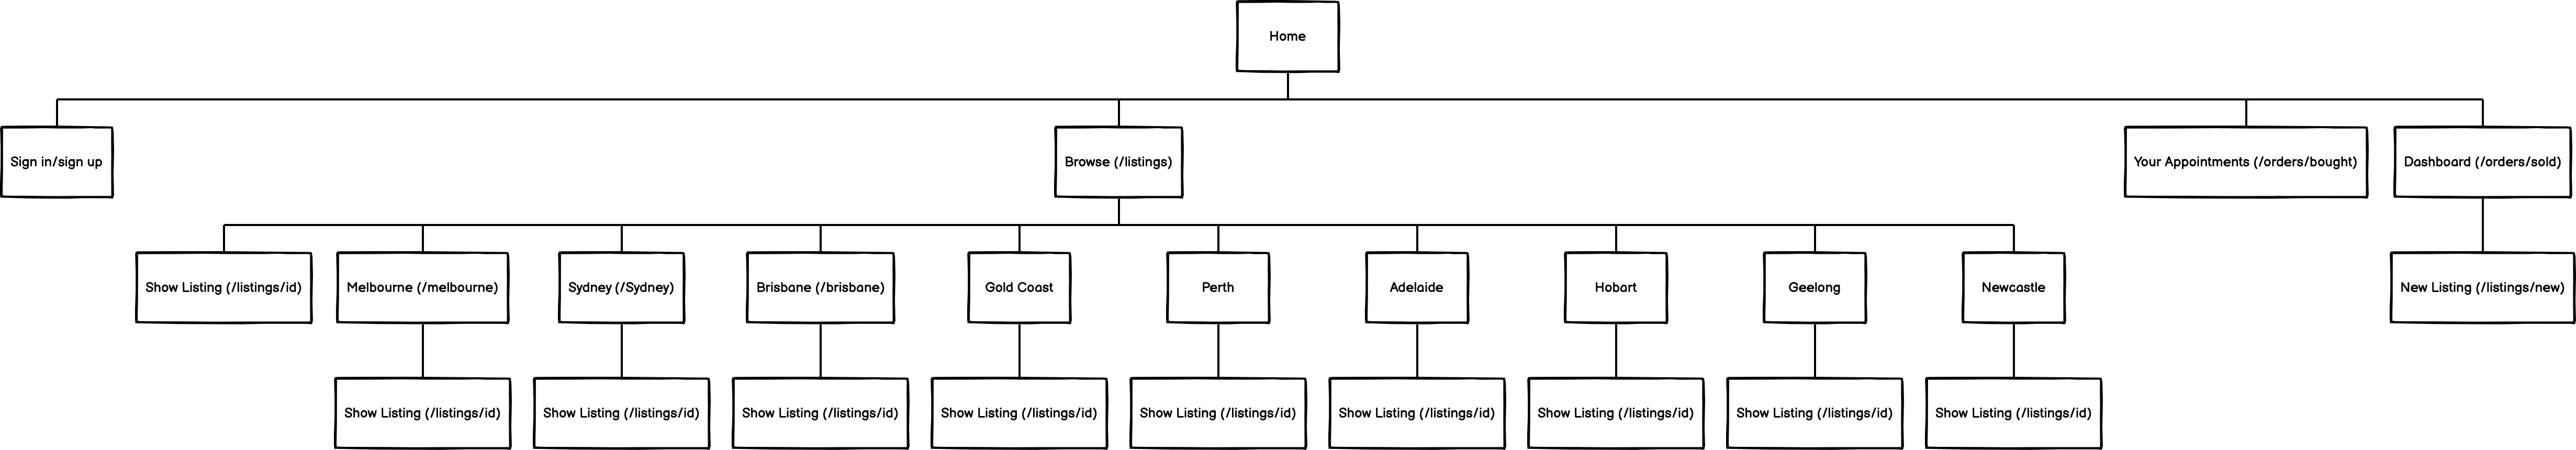 Home
Sign in/sign up
Browse (/listings)
Your Appointments (/orders/bought)
Dashboard (/orders/sold)
Show Listing (/listings/id)
Melbourne (/melbourne)
Sydney (/Sydney)
Brisbane (/brisbane)
Gold Coast
Perth
Adelaide
Hobart
Geelong
Newcastle
New Listing (/listings/new)
Show Listing (/listings/id)
Show Listing (/listings/id)
Show Listing (/listings/id)
Show Listing (/listings/id)
Show Listing (/listings/id)
Show Listing (/listings/id)
Show Listing (/listings/id)
Show Listing (/listings/id)
Show Listing (/listings/id)